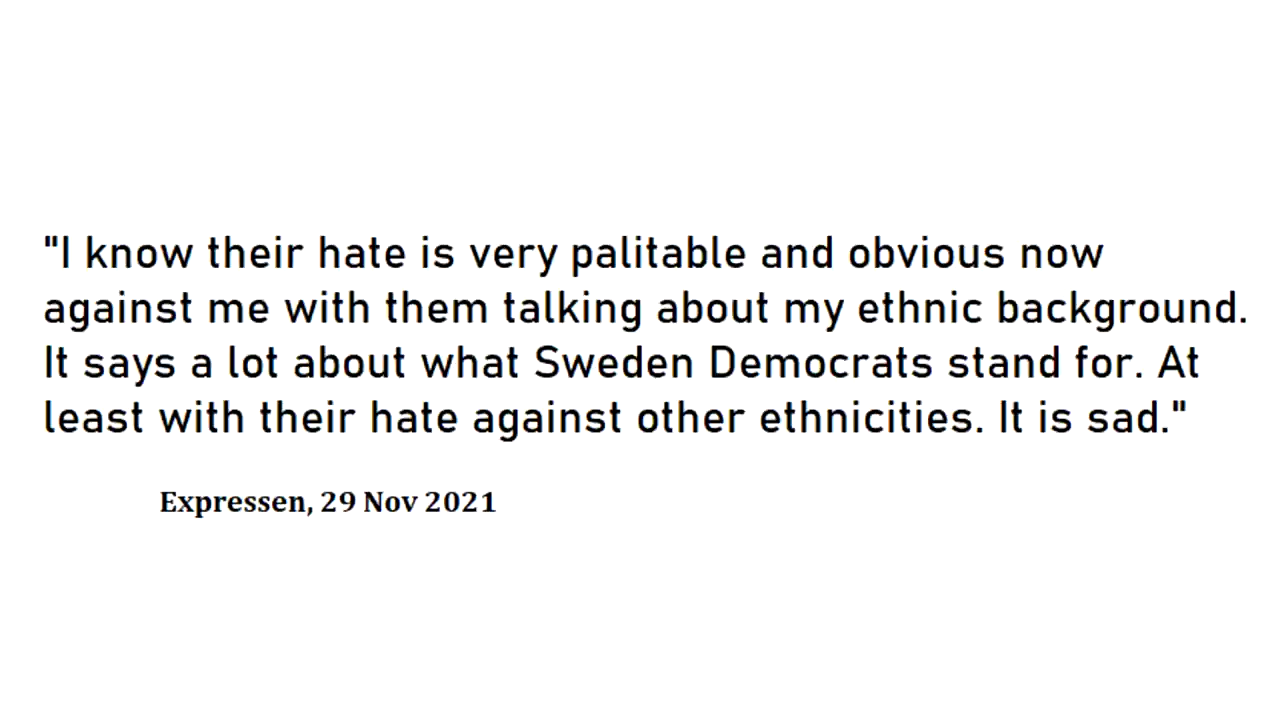 "I know their hate is very palitable and obvious now
against me with them talking about my ethnic background.
It says a lot about what Sweden Democrats stand for. At
least with their hate against other ethnicities. It is sad."
Expressen, 29 Nov 2021